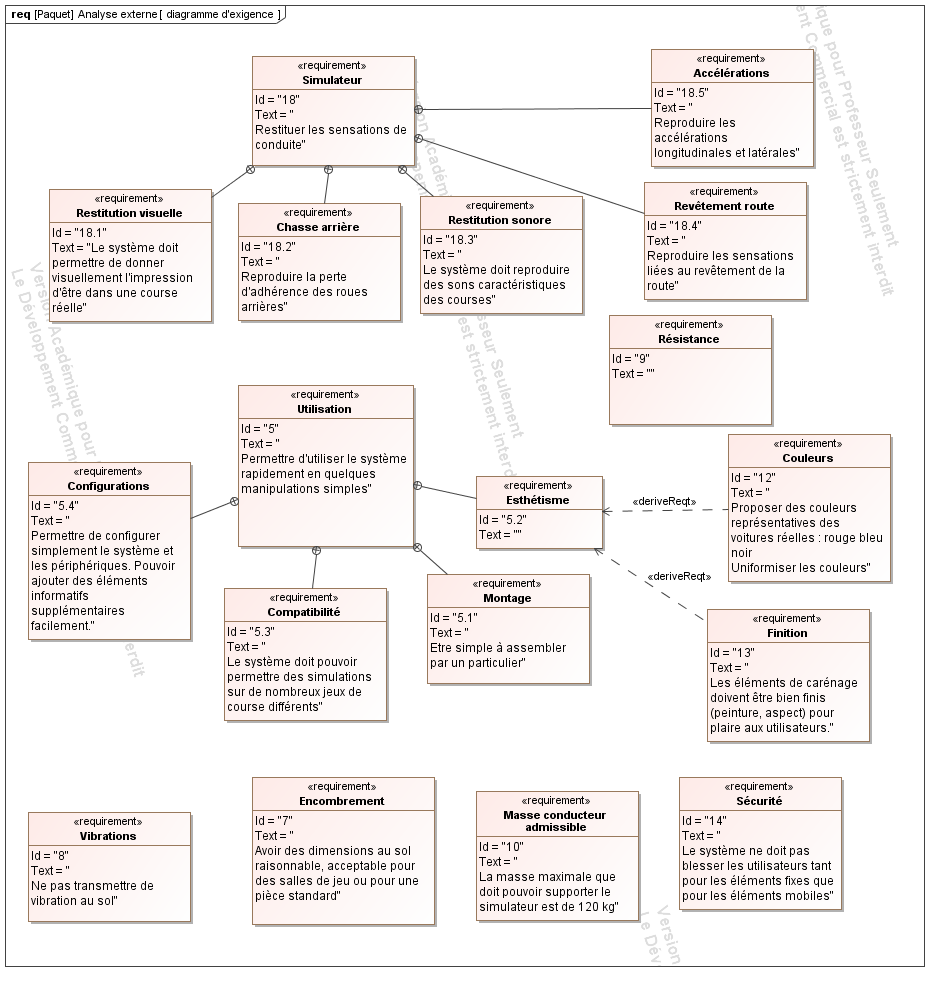 req [Paquet] Analyse externe[ diagramme d'exigence ]
«requirement»
Simulateur
Id = "18"
Text = "
Restituer les sensations de
conduite"
«requirement»
Accélérations
Id = "18.5"
Text = "
Reproduire les
accélérations
longitudinales et latérales"
«requirement»
Restitution visuelle
Id = "18.1"
Text = "Le système doit
permettre de donner
visuellement l'impression
d'être dans une course
réelle"
«requirement»
Chasse arrière
Id = "18.2"
Text = "
Reproduire la perte
d'adhérence des roues
arrières"
«requirement»
Restitution sonore
Id = "18.3"
Text = "
Le système doit reproduire
des sons caractéristiques
des courses"
«requirement»
Revêtement route
Id = "18.4"
Text = "
Reproduire les sensations
liées au revêtement de la
route"
«requirement»
Résistance
Id = "9"
Text = ""
«requirement»
Utilisation
Id = "5"
Text = "
Permettre d'utiliser le système
rapidement en quelques
manipulations simples"
«requirement»
Configurations
Id = "5.4"
Text = "
Permettre de configurer
simplement le système et
les périphériques. Pouvoir
ajouter des éléments
informatifs
supplémentaires
facilement."
«requirement»
Esthétisme
Id = "5.2"
Text = ""
«deriveReqt»
«requirement»
Couleurs
Id = "12"
Text = "
Proposer des couleurs
représentatives des
voitures réelles : rouge bleu
noir
Uniformiser les couleurs"
«deriveReqt»
«requirement»
Compatibilité
Id = "5.3"
Text = "
Le système doit pouvoir
permettre des simulations
sur de nombreux jeux de
course différents"
«requirement»
Montage
Id = "5.1"
Text = "
Etre simple à assembler
par un particulier"
«requirement»
Finition
Id = "13"
Text = "
Les éléments de carénage
doivent être bien finis
(peinture, aspect) pour
plaire aux utilisateurs."
«requirement»
Vibrations
Id = "8"
Text = "
Ne pas transmettre de
vibration au sol"
«requirement»
Encombrement
Id = "7"
Text = "
Avoir des dimensions au sol
raisonnable, acceptable pour
des salles de jeu ou pour une
pièce standard"
«requirement»
Masse conducteur
admissible
Id = "10"
Text = "
La masse maximale que
doit pouvoir supporter le
simulateur est de 120 kg"
«requirement»
Sécurité
Id = "14"
Text = "
Le système ne doit pas
blesser les utilisateurs tant
pour les éléments fixes que
pour les éléments mobiles"
pour Professeur Seulement
est strictement interdit
Version Académique pour
Le Développement
Seulement
est strictement
Version